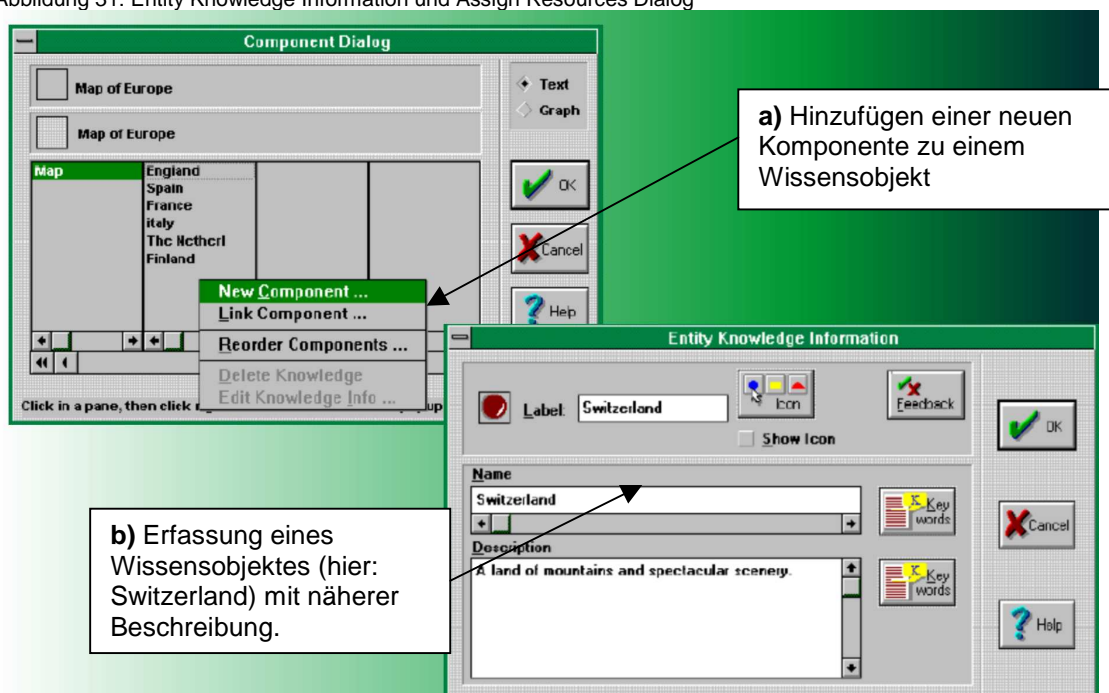 Abbildung 31: Entity Knowledge Information und Assign Resources Dialog
Component Dialog
Map of Europe
Map of Europe
Text
Graph
Map
England
Spain
France
italy
The Netherl
Finland
OK
Cancel
Help
New Component ...
Link Component ...
Reorder Components ...
Delete Knowledge
Edit Knowledge Info ...
Click in a pane, then click
a) Hinzufügen einer neuen
Komponente zu einem
Wissensobjekt
Entity Knowledge Information
Label: Switzerland
Icon
Feedback
Show Icon
OK
Name
Switzerland
Key
words
Cancel
Description
A land of mountains and spectacular scenery.
Key
words
Help
b) Erfassung eines
Wissensobjektes (hier:
Switzerland) mit näherer
Beschreibung.